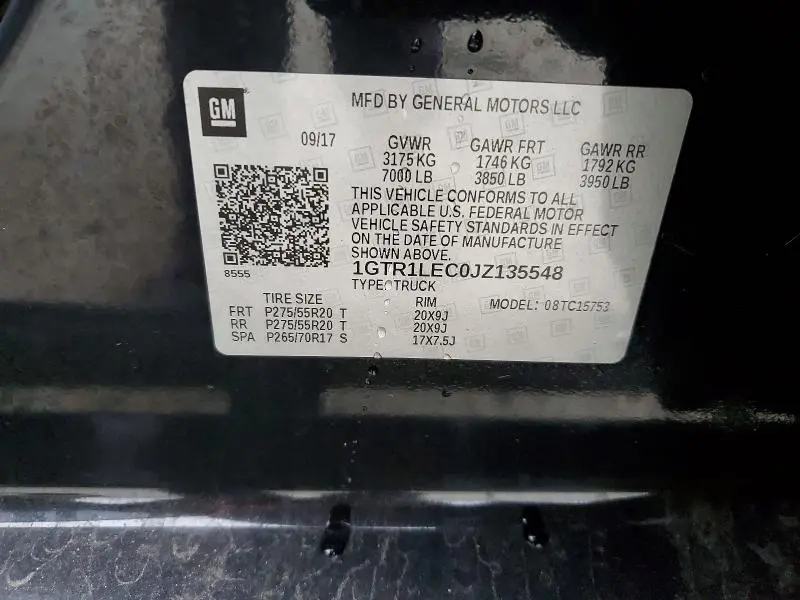 GM
MFD BY GENERAL MOTORS LLC
09/17 GVWR GAWR FRT GAWR RR
3175 KG 1746 KG 1792 KG
7000 LB 3850 LB 3950 LB
THIS VEHICLE CONFORMS TO ALL
APPLICABLE U.S. FEDERAL MOTOR
VEHICLE SAFETY STANDARDS IN EFFECT
ON THE DATE OF MANUFACTURE
SHOWN ABOVE.
8555
1GTR1LEC0JZ135548
TYPE: TRUCK
TIRE SIZE RIM MODEL: 08TC15753
FRT P275/55R20 T 20X9J
RR P275/55R20 T 20X9J
SPA P265/70R17 S 17X7.5J